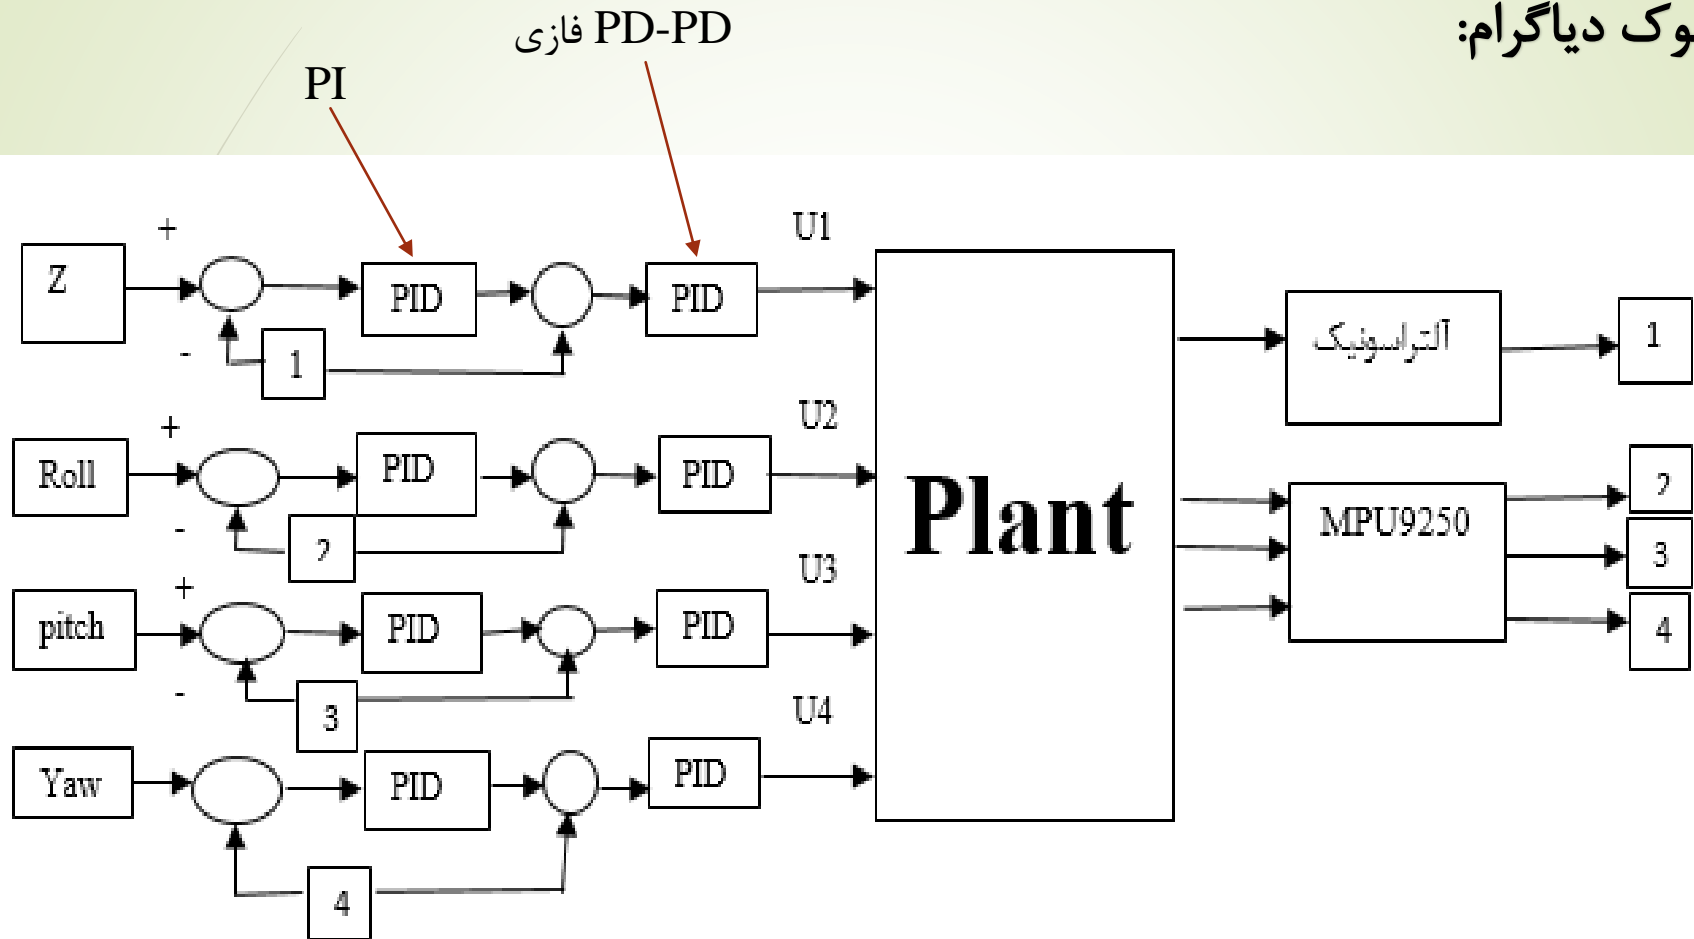 وک دیاگرام:
PD-PD فازی
PI
+
Z
PID
PID
U1
-
1
آلتراسونیک
1
+
Roll
PID
PID
U2
-
2
Plant
MPU9250
2
3
4
+
pitch
PID
PID
U3
-
3
Yaw
PID
PID
U4
4